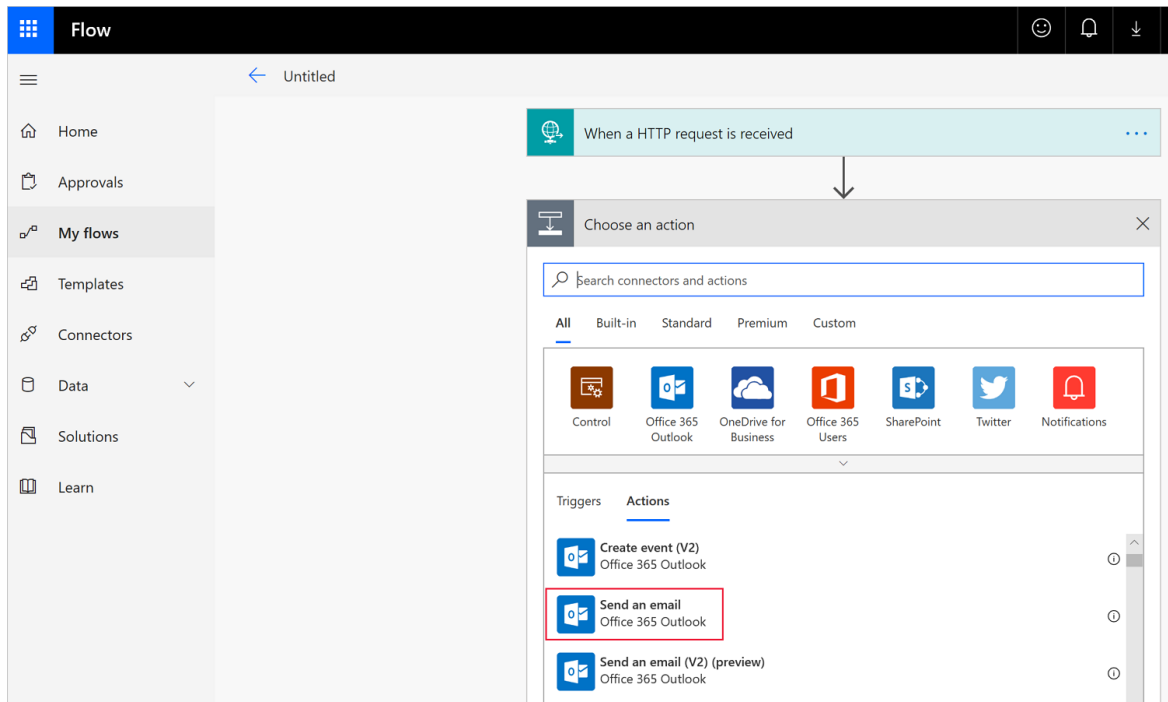 Flow
Untitled
Home
Approvals
My flows
Templates
Connectors
Data
Solutions
Learn
When a HTTP request is received
Choose an action
Search connectors and actions
All Built-in Standard Premium Custom
Control
Office 365
Outlook
OneDrive for
Business
Office 365
Users
SharePoint
Twitter
Notifications
Triggers Actions
Create event (V2)
Office 365 Outlook
Send an email
Office 365 Outlook
Send an email (V2) (preview)
Office 365 Outlook